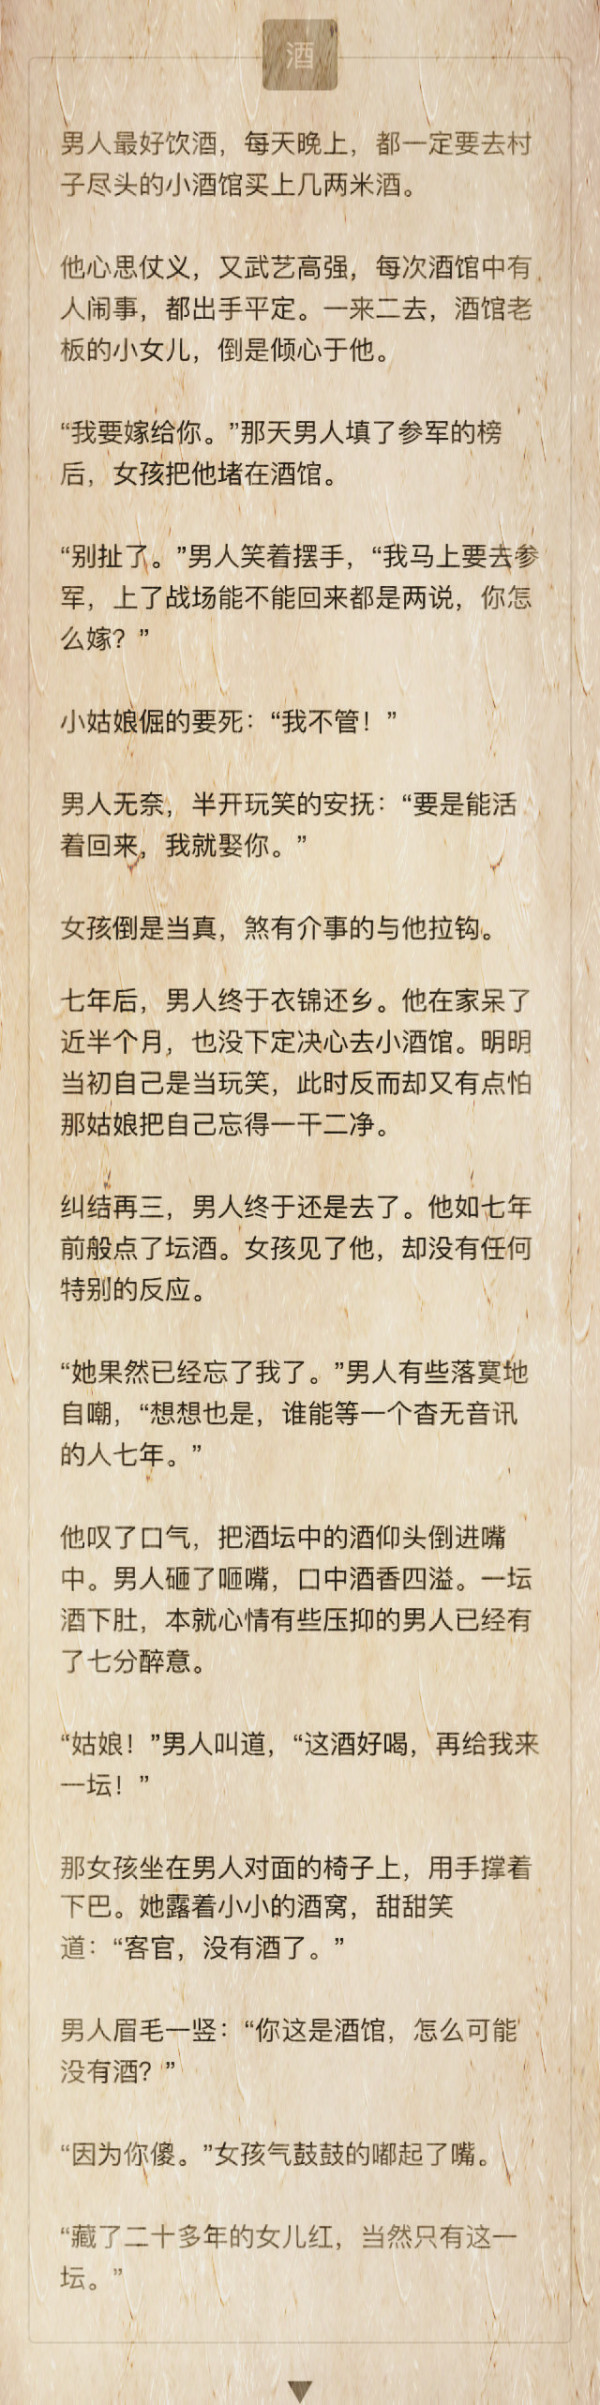 酒
男人最好饮酒，每天晚上，都一定要去村
子尽头的小酒馆买上几两米酒。
他心思仗义，又武艺高强，每次酒馆中有
人闹事，都出手平定。一来二去，酒馆老
板的小女儿，倒是倾心于他。
“我要嫁给你。”那天男人填了参军的榜
后，女孩把他堵在酒馆。
“别扯了。”男人笑着摆手，“我马上要去参
军，上了战场能不能回来都是两说，你怎
么嫁？”
小姑娘倔的要死：“我不管！”
男人无奈，半开玩笑的安抚：“要是能活
着回来，我就娶你。”
女孩倒是当真，煞有介事的与他拉钩。
七年后，男人终于衣锦还乡。他在家呆了
近半个月，也没下定决心去小酒馆。明明
当初自己是当玩笑，此时反而却又有点怕
那姑娘把自己忘得一干二净。
纠结再三，男人终于还是去了。他如七年
前般点了坛酒。女孩见了他，却没有任何
特别的反应。
“她果然已经忘了我了。”男人有些落寞地
自嘲，“想想也是，谁能等一个杳无音讯
的人七年。”
他叹了口气，把酒坛中的酒仰头倒进嘴
中。男人砸了咂嘴，口中酒香四溢。一坛
酒下肚，本就心情有些压抑的男人已经有
了七分醉意。
“姑娘！”男人叫道，“这酒好喝，再给我来
一坛！”
那女孩坐在男人对面的椅子上，用手撑着
下巴。她露着小小的酒窝，甜甜笑
道：“客官，没有酒了。”
男人眉毛一竖：“你这是酒馆，怎么可能
没有酒？”
“因为你傻。”女孩气鼓鼓的嘟起了嘴。
“藏了二十多年的女儿红，当然只有这一
坛。”